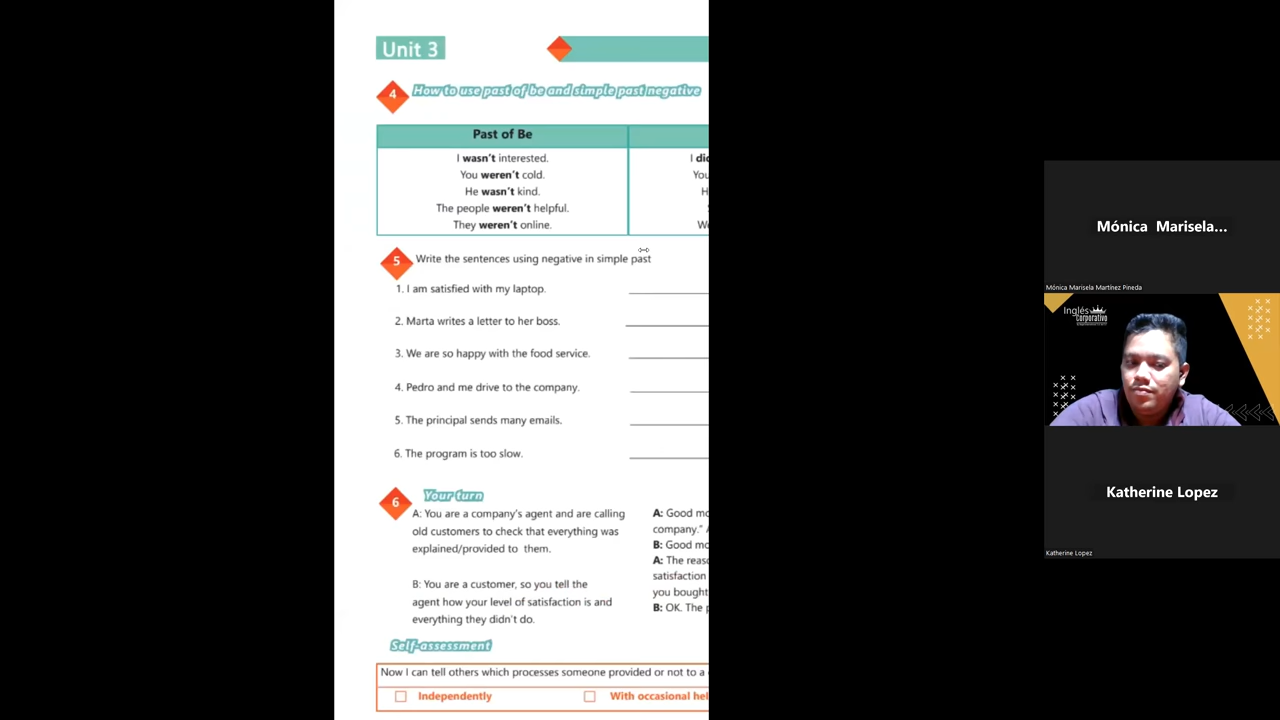 Unit 3
4 How to use past of be and simple past negative
Past of Be
I wasn't interested.
You weren't cold.
He wasn't kind.
The people weren't helpful.
They weren't online.
I
You
5 Write the sentences using negative in simple past
1. I am satisfied with my laptop.
2. Marta writes a letter to her boss.
3. We are so happy with the food service.
4. Pedro and me drive to the company.
5. The principal sends many emails.
6. The program is too slow.
6 Your turn
A: You are a company's agent and are calling
old customers to check that everything was
explained/provided to them.
B: You are a customer, so you tell the
agent how your level of satisfaction is and
everything they didn't do.
A: Good
company."
B: Good
A: The
satisfaction
you bought
B: OK. The
Self-assessment
Now I can tell others which processes someone provided or not to a
Independently
With occasional
Mónica Marisela...
Mónica Marisela Martínez Pineda
Inglés
Corporativo
Katherine Lopez
Katherine Lopez